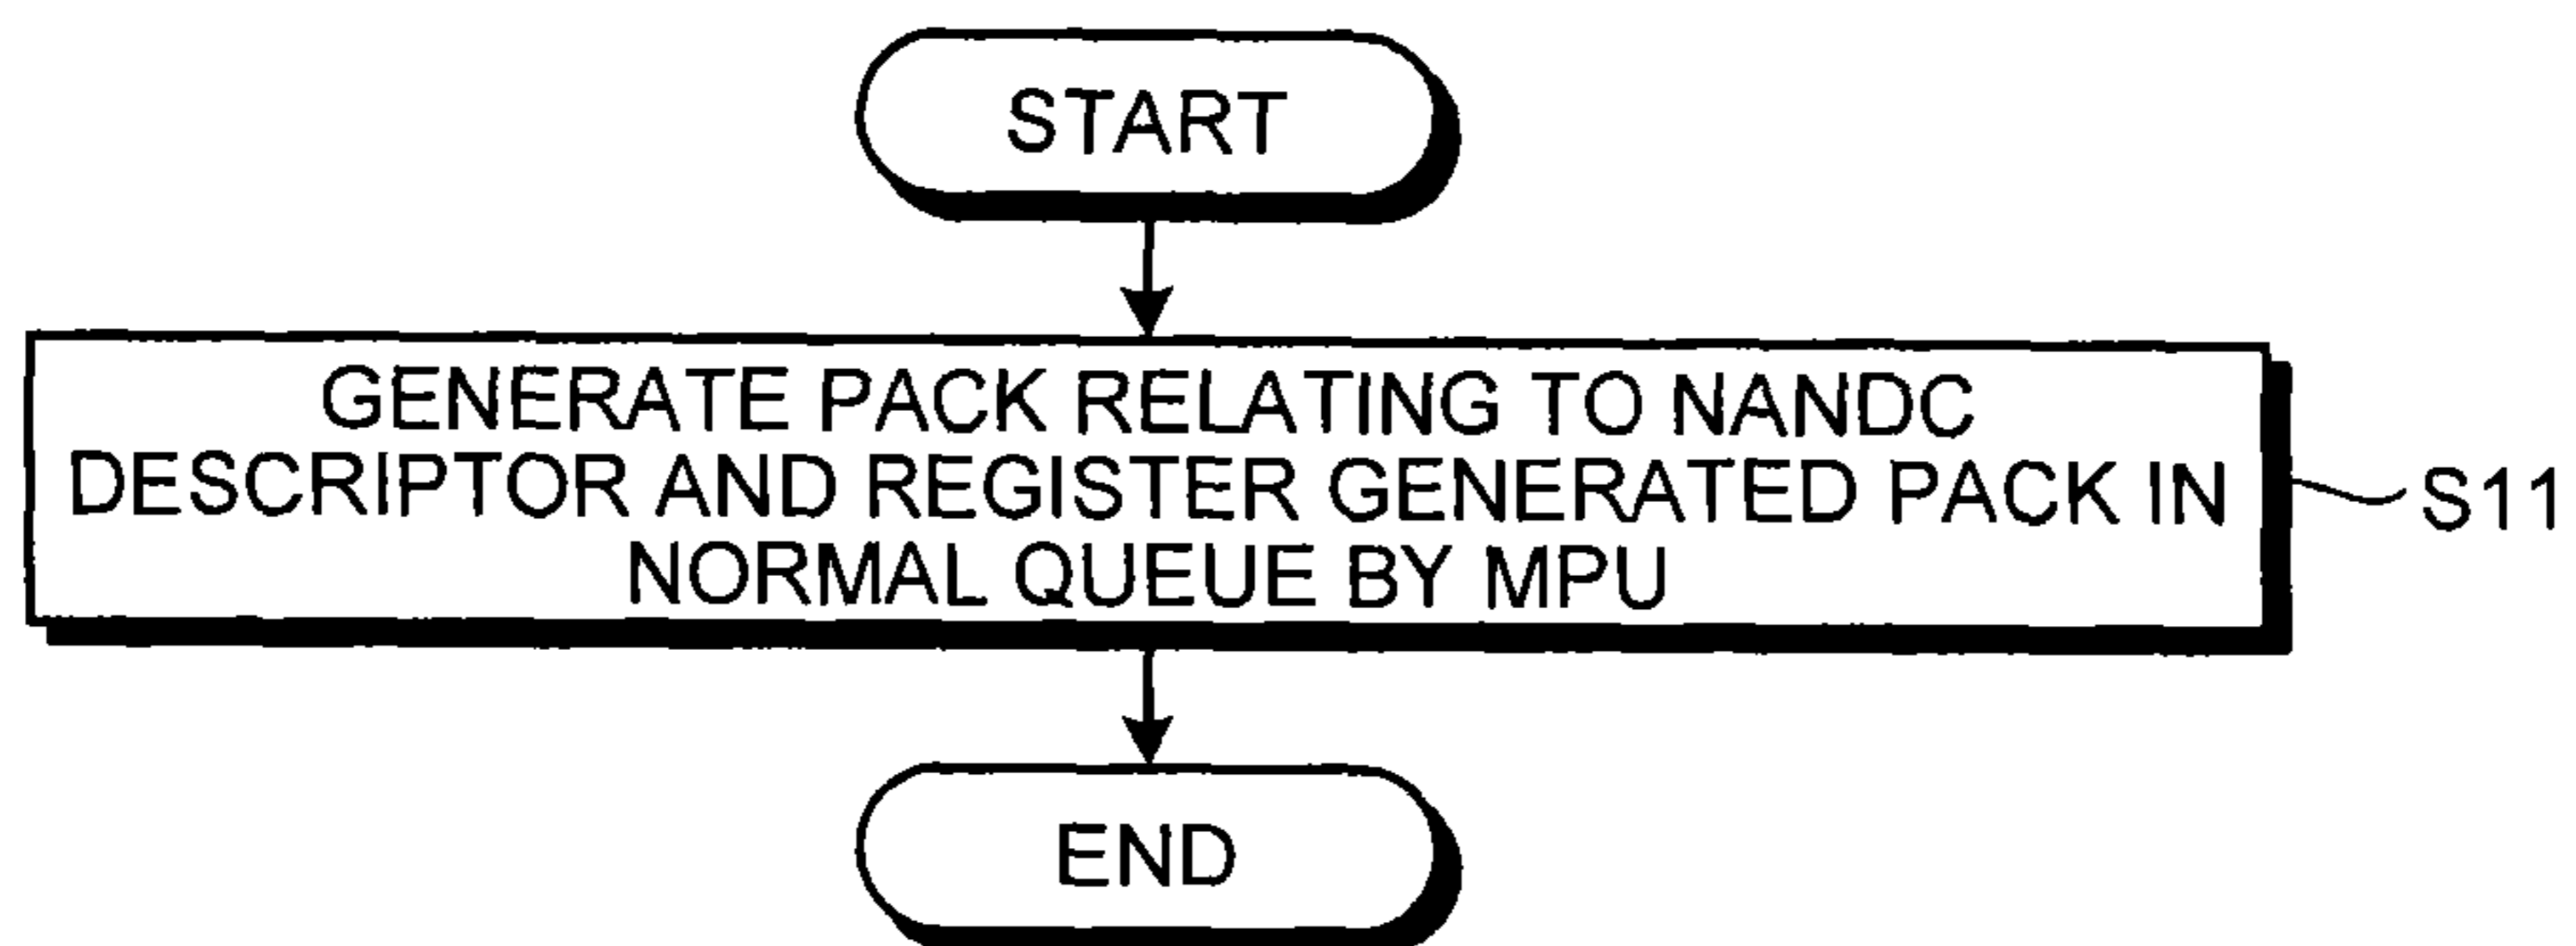 START
GENERATE PACK RELATING TO NANDC
DESCRIPTOR AND REGISTER GENERATED PACK IN
NORMAL QUEUE BY MPU
S11
END